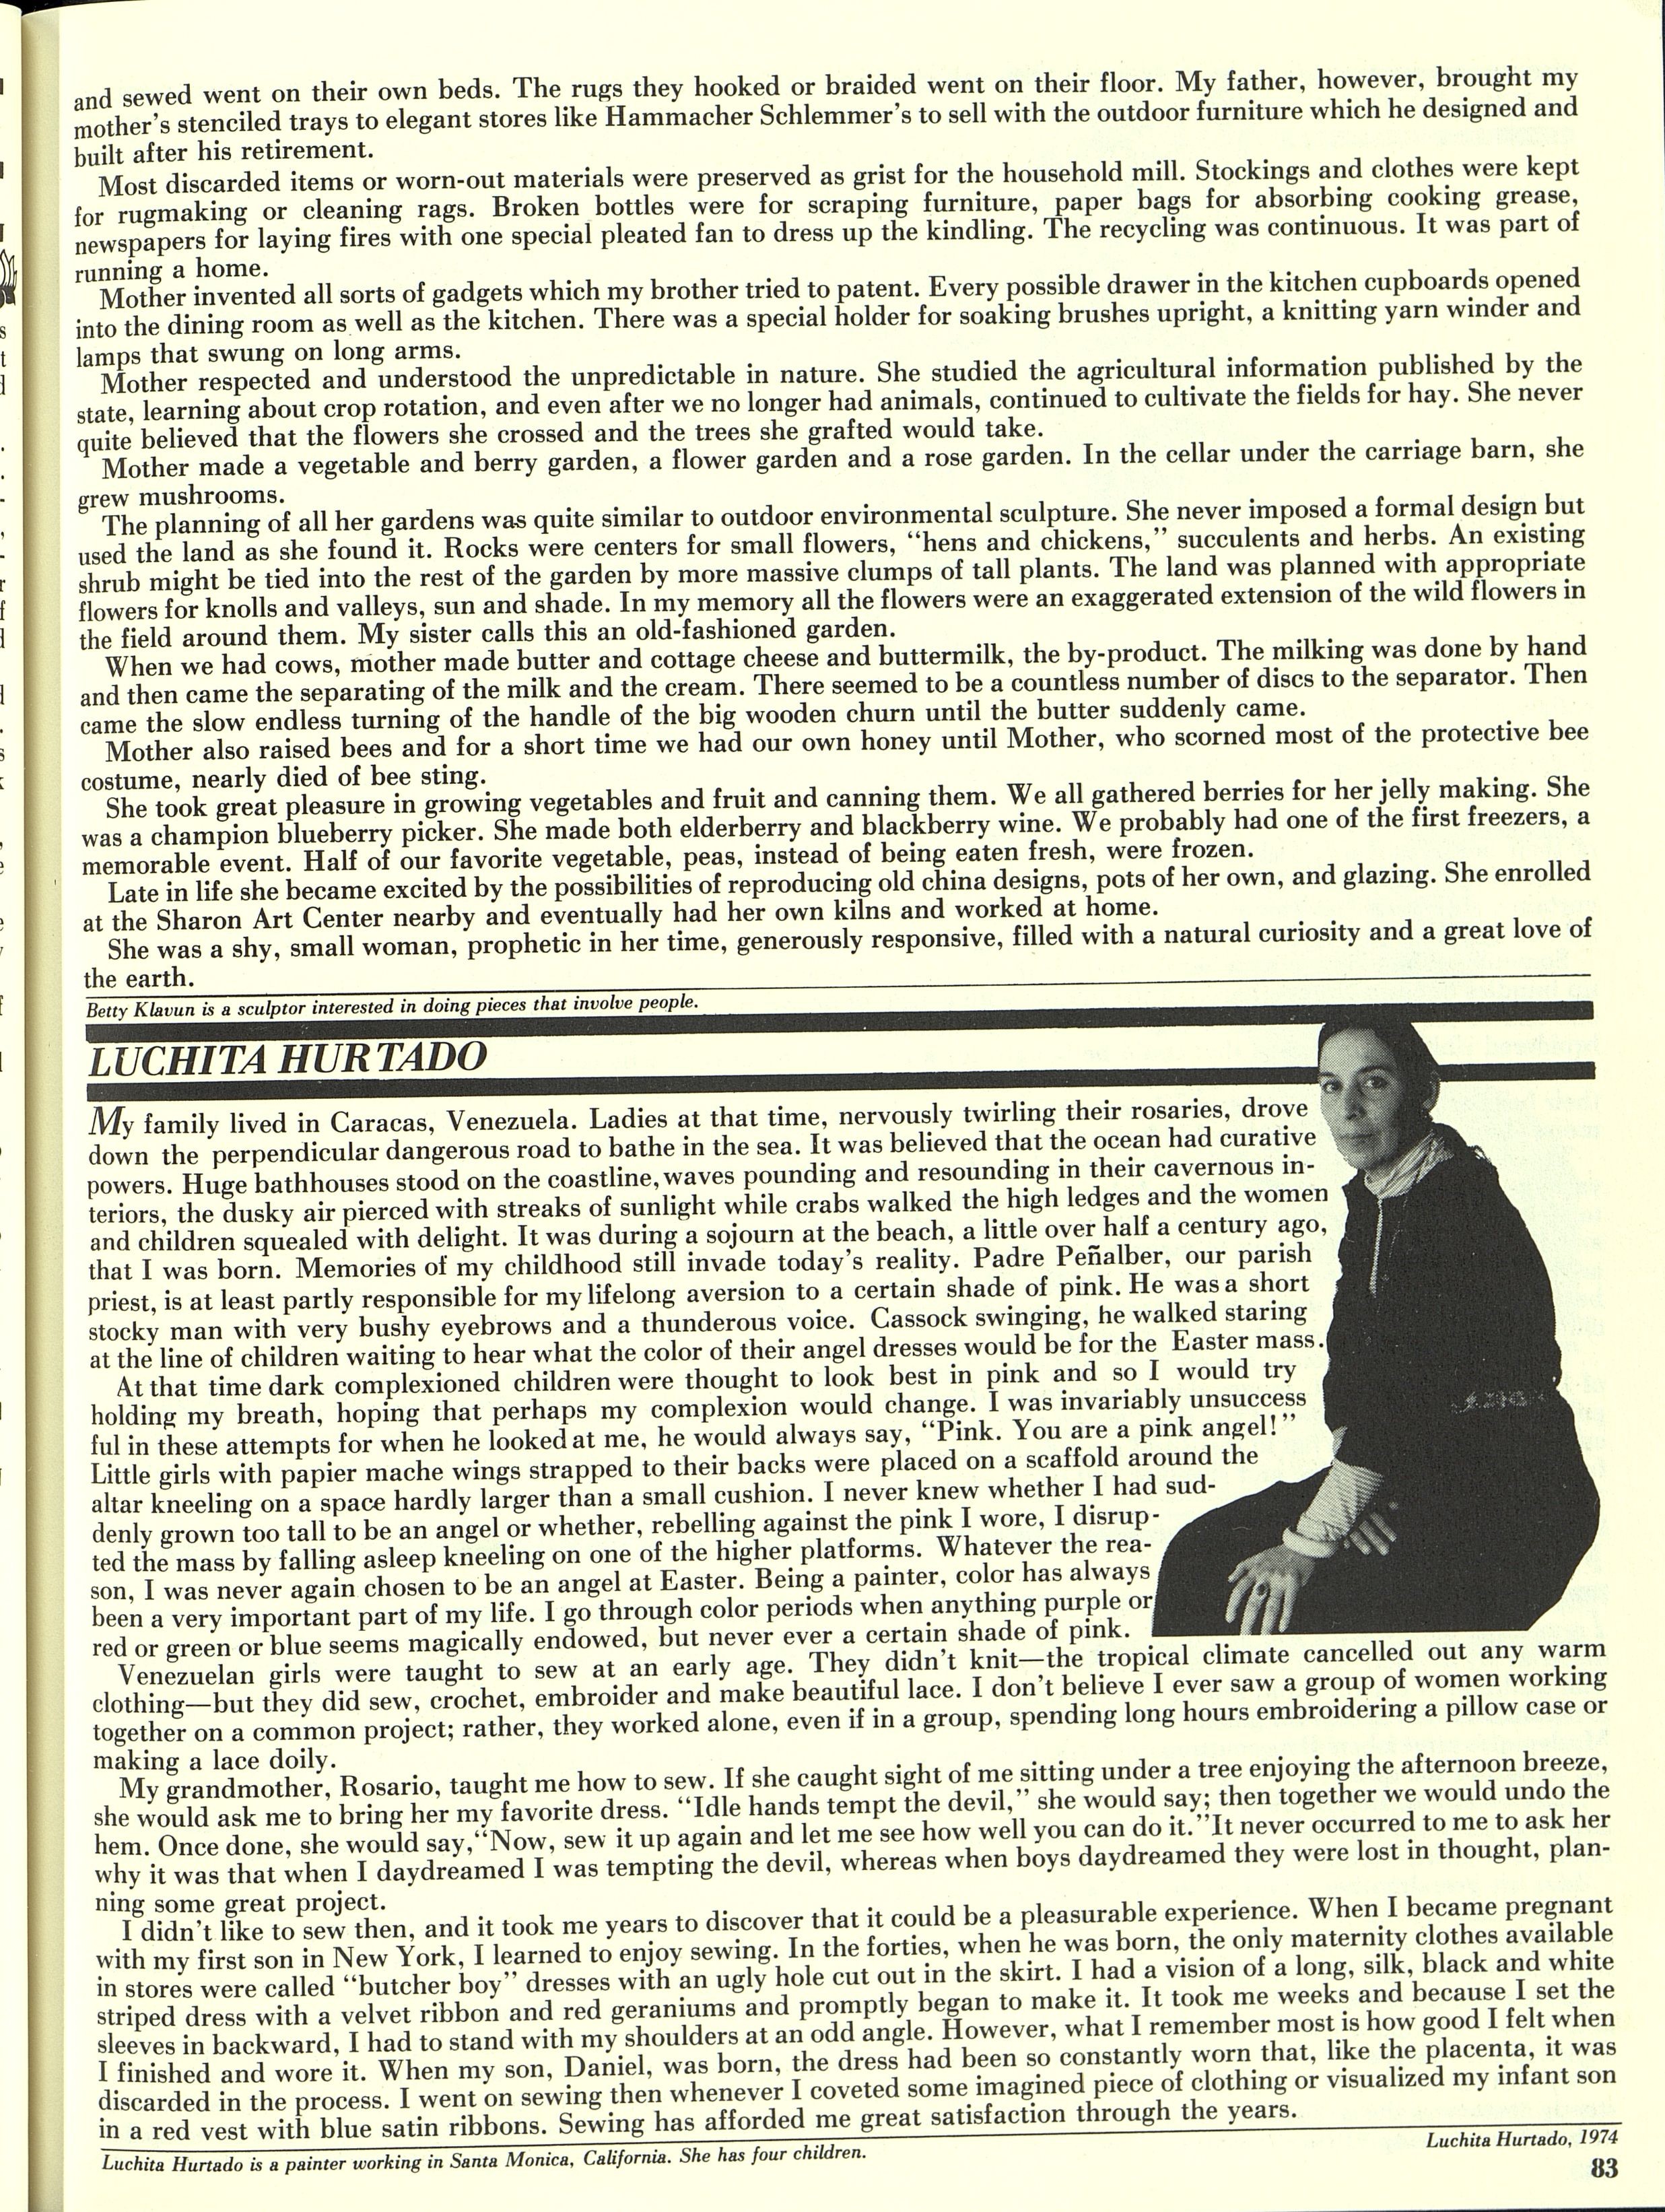 and sewed went on their own beds. The rugs they hooked or braided went on their floor. My father, however, brought my
mother's stenciled trays to elegant stores like Hammacher Schlemmer's to sell with the outdoor furniture which he designed and
built after his retirement.
Most discarded items or worn-out materials were preserved as grist for the household mill. Stockings and clothes were kept
for rugmaking or cleaning rags. Broken bottles were for scraping furniture, paper bags for absorbing cooking grease,
newspapers for laying fires with one special pleated fan to dress up the kindling. The recycling was continuous. It was part of
running a home.
Mother invented all sorts of gadgets which my brother tried to patent. Every possible drawer in the kitchen cupboards opened
into the dining room as well as the kitchen. There was a special holder for soaking brushes upright, a knitting yarn winder and
lamps that swung on long arms.
Mother respected and understood the unpredictable in nature. She studied the agricultural information published by the
state, learning about crop rotation, and even after we no longer had animals, continued to cultivate the fields for hay. She never
quite believed that the flowers she crossed and the trees she grafted would take.
Mother made a vegetable and berry garden, a flower garden and a rose garden. In the cellar under the carriage barn, she
grew mushrooms.
The planning of all her gardens was quite similar to outdoor environmental sculpture. She never imposed a formal design but
used the land as she found it. Rocks were centers for small flowers, “hens and chickens,” succulents and herbs. An existing
shrub might be tied into the rest of the garden by more massive clumps of tall plants. The land was planned with appropriate
flowers for knolls and valleys, sun and shade. In my memory all the flowers were an exaggerated extension of the wild flowers in
the field around them. My sister calls this an old-fashioned garden.
When we had cows, mother made butter and cottage cheese and buttermilk, the by-product. The milking was done by hand
and then came the separating of the milk and the cream. There seemed to be a countless number of discs to the separator. Then
came the slow endless turning of the handle of the big wooden churn until the butter suddenly came.
Mother also raised bees and for a short time we had our own honey until Mother, who scorned most of the protective bee
costume, nearly died of bee sting.
She took great pleasure in growing vegetables and fruit and canning them. We all gathered berries for her jelly making. She
was a champion blueberry picker. She made both elderberry and blackberry wine. We probably had one of the first freezers, a
memorable event. Half of our favorite vegetable, peas, instead of being eaten fresh, were frozen.
Late in life she became excited by the possibilities of reproducing old china designs, pots of her own, and glazing. She enrolled
at the Sharon Art Center nearby and eventually had her own kilns and worked at home.
She was a shy, small woman, prophetic in her time, generously responsive, filled with a natural curiosity and a great love of
the earth.
Betty Klavun is a sculptor interested in doing pieces that involve people.
LUCHITA HURTADO
My family lived in Caracas, Venezuela. Ladies at that time, nervously twirling their rosaries, drove
down the perpendicular dangerous road to bathe in the sea. It was believed that the ocean had curative
powers. Huge bathhouses stood on the coastline, waves pounding and resounding in their cavernous in-
teriors, the dusky air pierced with streaks of sunlight while crabs walked the high ledges and the women
and children squealed with delight. It was during a sojourn at the beach, a little over half a century ago,
that I was born. Memories of my childhood still invade today's reality. Padre Peñalber, our parish
priest, is at least partly responsible for my lifelong aversion to a certain shade of pink. He was a short
stocky man with very bushy eyebrows and a thunderous voice. Cassock swinging, he walked staring
at the line of children waiting to hear what the color of their angel dresses would be for the Easter mass.
At that time dark complexioned children were thought to look best in pink and so I would try
holding my breath, hoping that perhaps my complexion would change. I was invariably unsuccess
ful in these attempts for when he looked at me, he would always say, “Pink. You are a pink angel!”
Little girls with papier mache wings strapped to their backs were placed on a scaffold around the
altar kneeling on a space hardly larger than a small cushion. I never knew whether I had sud-
denly grown too tall to be an angel or whether, rebelling against the pink I wore, I disrup-
ted the mass by falling asleep kneeling on one of the higher platforms. Whatever the rea-
son, I was never again chosen to be an angel at Easter. Being a painter, color has always
been a very important part of my life. I go through color periods when anything purple or
red or green or blue seems magically endowed, but never ever a certain shade of pink.
Venezuelan girls were taught to sew at an early age. They didn't knit—the tropical climate cancelled out any warm
clothing—but they did sew, crochet, embroider and make beautiful lace. I don't believe I ever saw a group of women working
together on a common project; rather, they worked alone, even if in a group, spending long hours embroidering a pillow case or
making a lace doily.
My grandmother, Rosario, taught me how to sew. If she caught sight of me sitting under a tree enjoying the afternoon breeze,
she would ask me to bring her my favorite dress. “Idle hands tempt the devil,” she would say; then together we would undo the
hem. Once done, she would say,“Now, sew it up again and let me see how well you can do it.”It never occurred to me to ask her
why it was that when I daydreamed I was tempting the devil, whereas when boys daydreamed they were lost in thought, plan-
ning some great project.
I didn't like to sew then, and it took me years to discover that it could be a pleasurable experience. When I became pregnant
with my first son in New York, I learned to enjoy sewing. In the forties, when he was born, the only maternity clothes available
in stores were called “butcher boy” dresses with an ugly hole cut out in the skirt. I had a vision of a long, silk, black and white
striped dress with a velvet ribbon and red geraniums and promptly began to make it. It took me weeks and because I set the
sleeves in backward, I had to stand with my shoulders at an odd angle. However, what I remember most is how good I felt when
I finished and wore it. When my son, Daniel, was born, the dress had been so constantly worn that, like the placenta, it was
discarded in the process. I went on sewing then whenever I coveted some imagined piece of clothing or visualized my infant son
in a red vest with blue satin ribbons. Sewing has afforded me great satisfaction through the years.
Luchita Hurtado, 1974
Luchita Hurtado is a painter working in Santa Monica, California. She has four children.
83